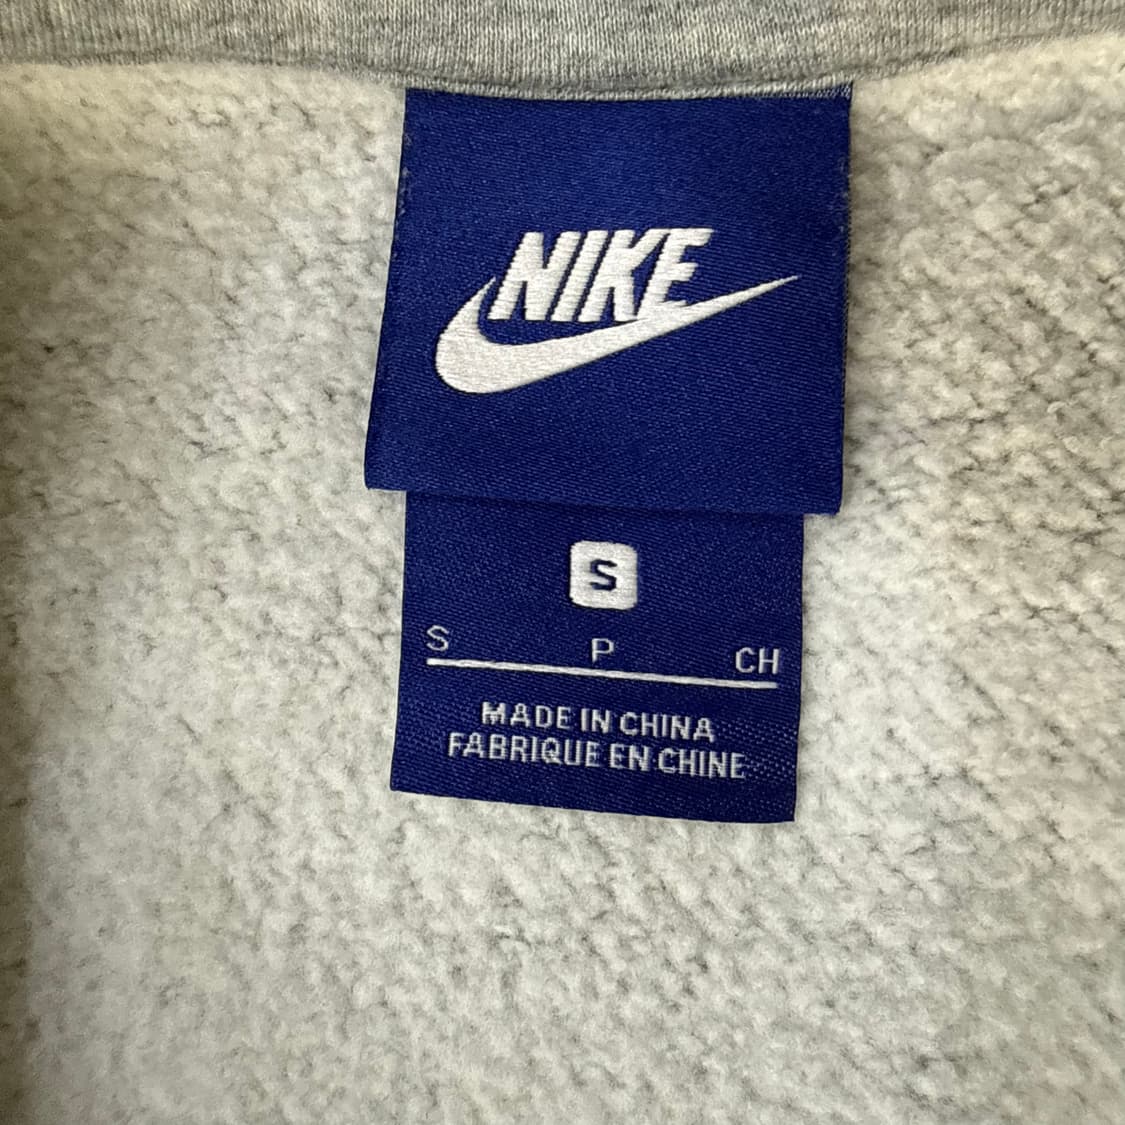 NIKE
S
S P CH
MADE IN CHINA
FABRIQUE EN CHINE